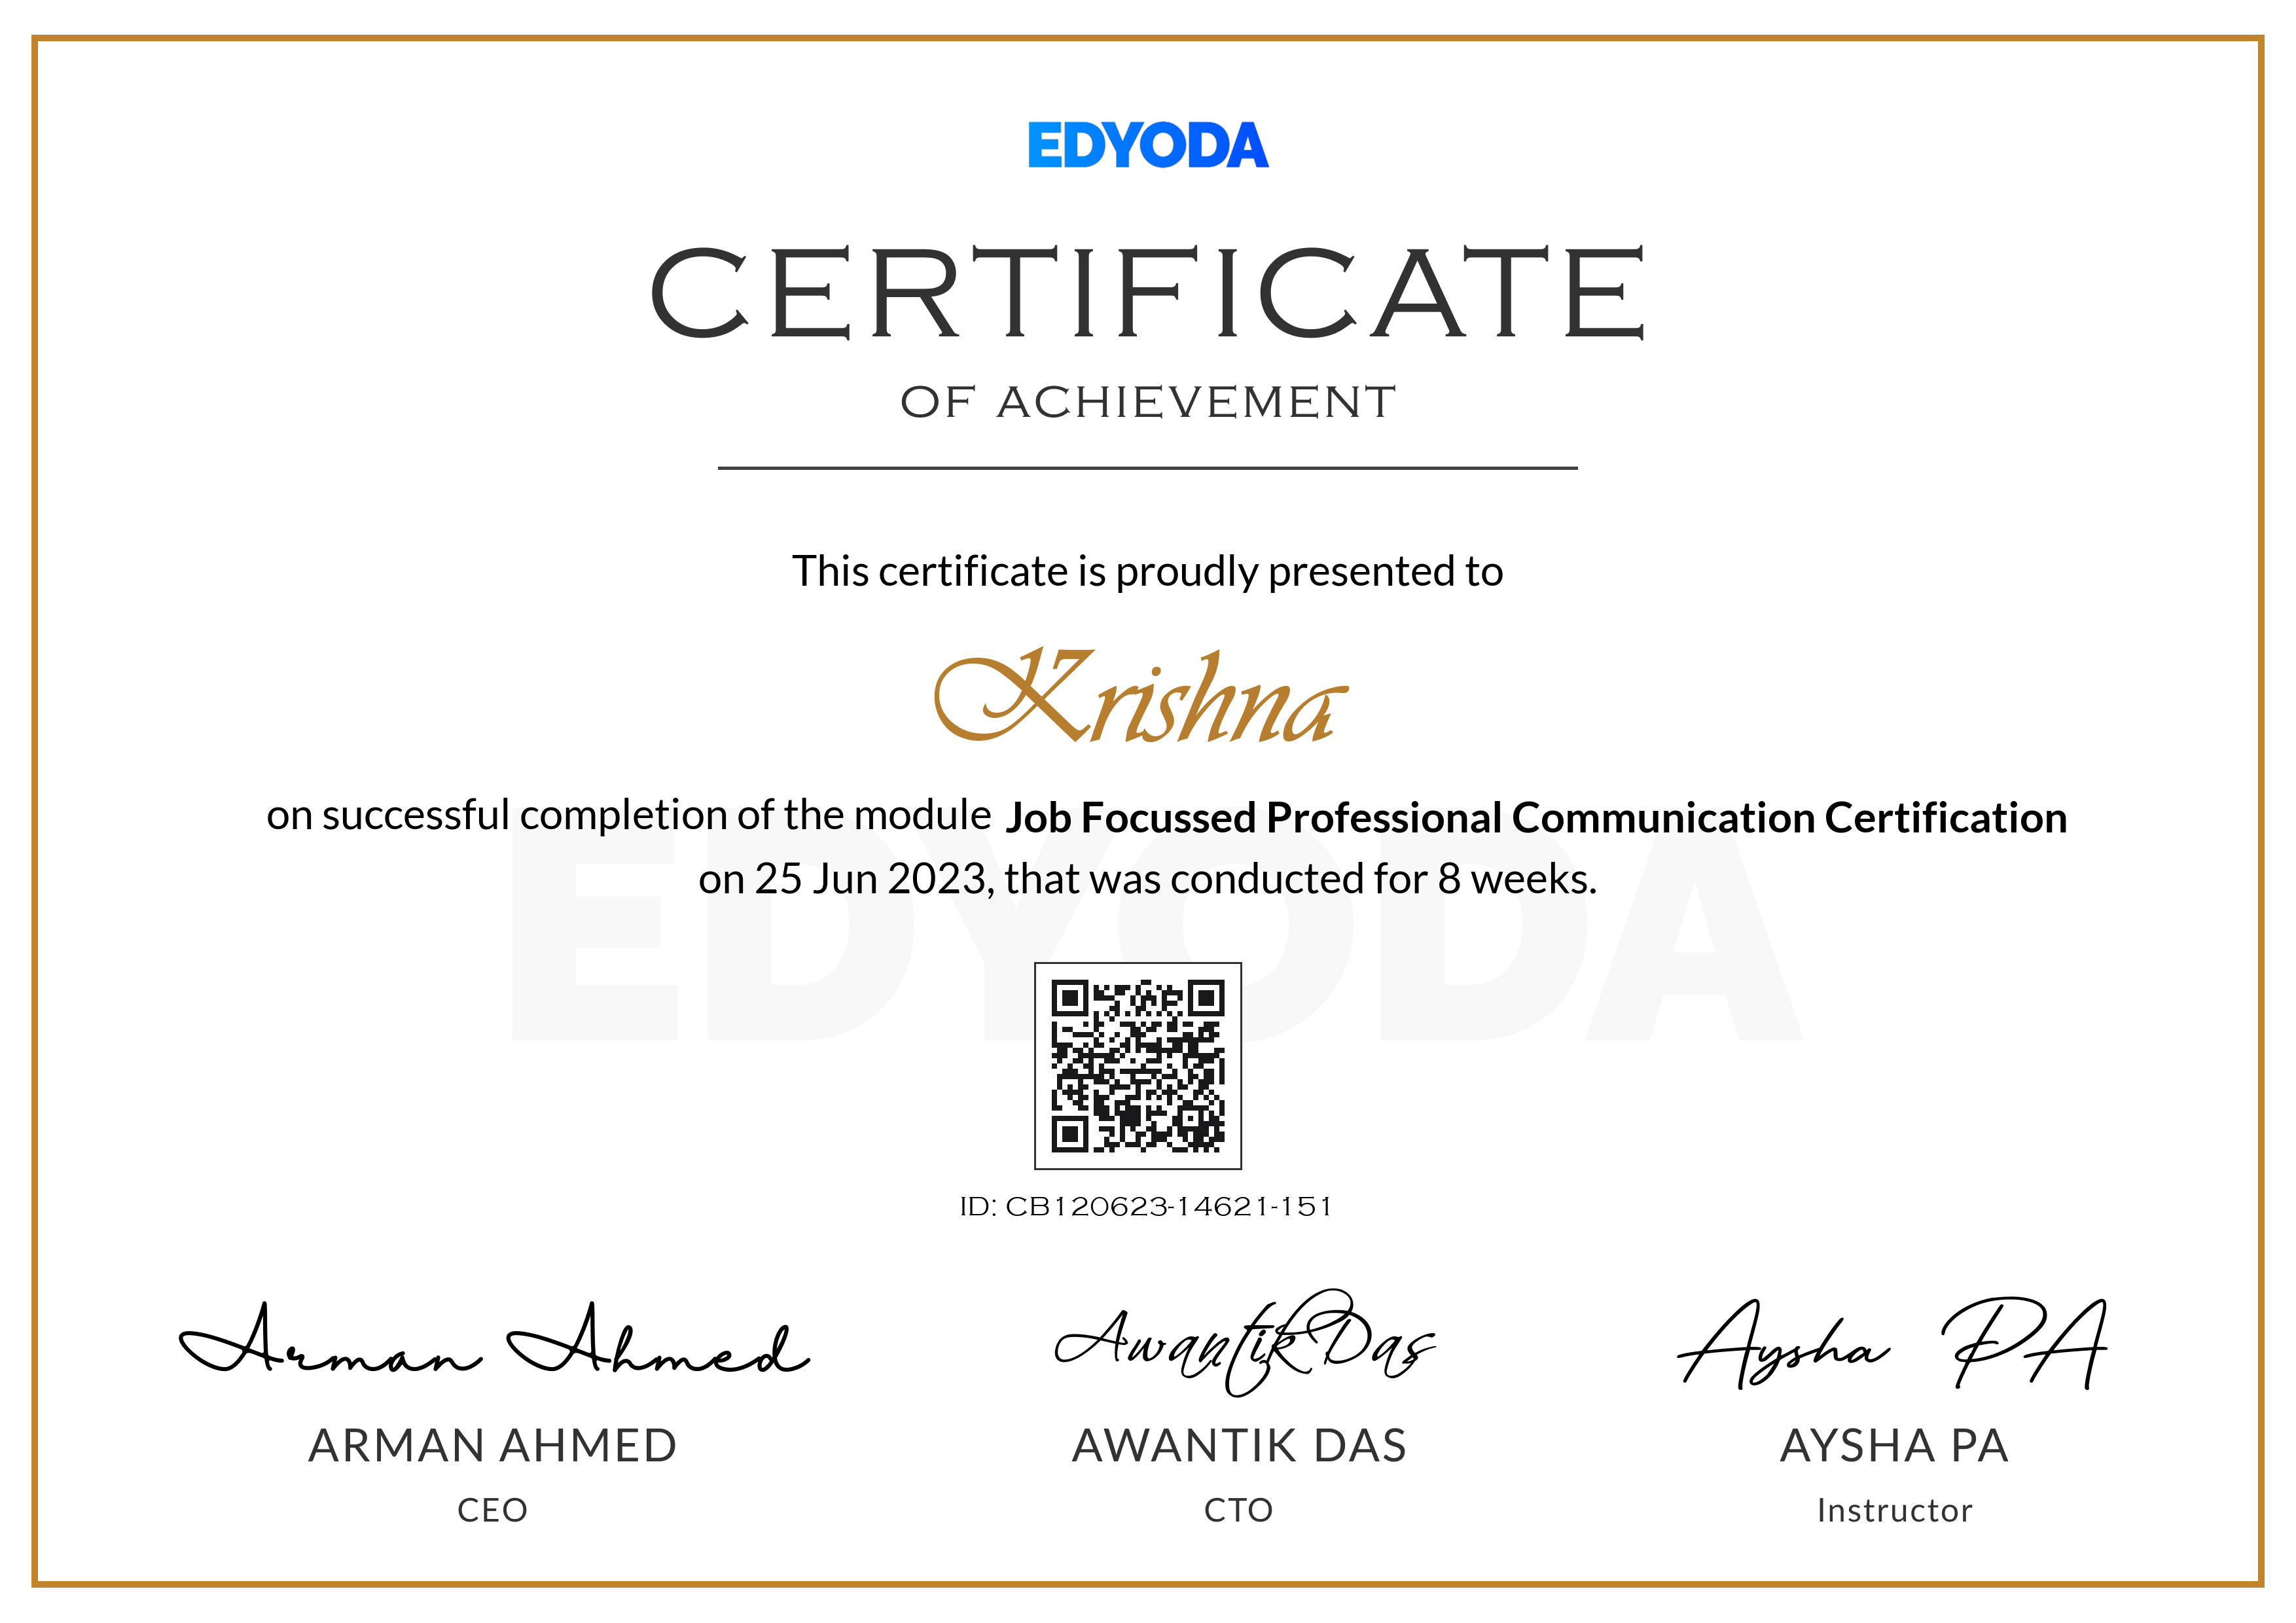 EDYODA
CERTIFICATE
OF ACHIEVEMENT
This certificate is proudly presented to
Krishna
on successful completion of the module Job Focussed Professional Communication Certification
on 25 Jun 2023, that was conducted for 8 weeks.
EDYODA
ID: CB120623-14621-151
Arman Ahmed Awantik Das Aysha PA
ARMAN AHMED AWANTIK DAS AYSHA PA
CEO CTO Instructor